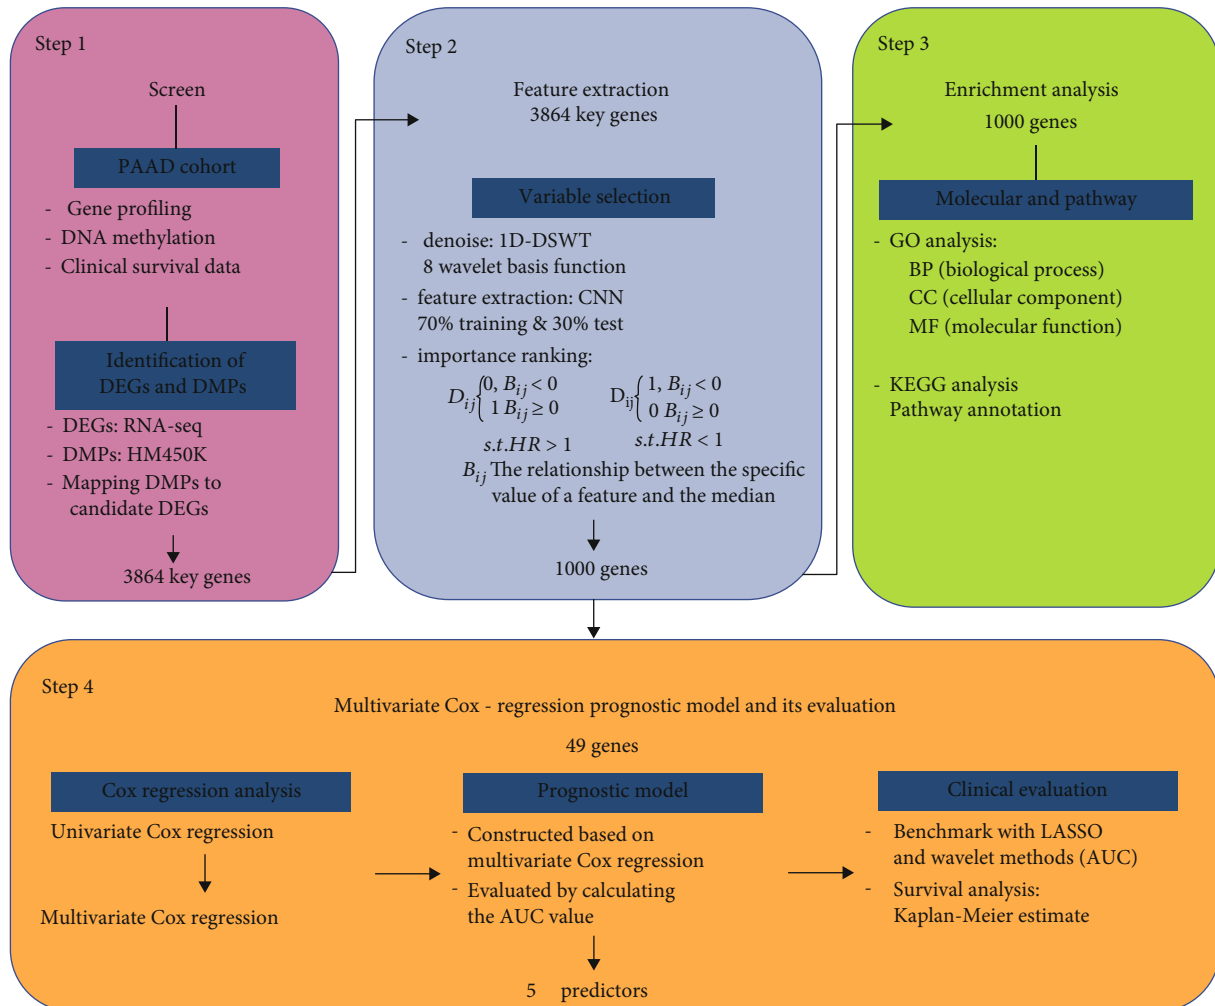 Step 1
Screen
PAAD cohort
- Gene profiling
- DNA methylation
- Clinical survival data
Identification of
DEGs and DMPs
- DEGs: RNA-seq
- DMPs: HM450K
- Mapping DMPs to
candidate DEGs
3864 key genes
Step 2
Feature extraction
3864 key genes
Variable selection
- denoise: 1D-DSWT
8 wavelet basis function
- feature extraction: CNN
70% training & 30% test
- importance ranking:
D_ij { 0, B_ij < 0
1 B_ij ≥ 0
s.t.HR > 1
D_ij { 1, B_ij < 0
0 B_ij ≥ 0
s.t.HR < 1
B_ij The relationship between the specific
value of a feature and the median
1000 genes
Step 3
Enrichment analysis
1000 genes
Molecular and pathway
- GO analysis:
BP (biological process)
CC (cellular component)
MF (molecular function)
- KEGG analysis
Pathway annotation
Step 4
Multivariate Cox - regression prognostic model and its evaluation
49 genes
Cox regression analysis
Univariate Cox regression
Multivariate Cox regression
Prognostic model
- Constructed based on
multivariate Cox regression
- Evaluated by calculating
the AUC value
5 predictors
Clinical evaluation
- Benchmark with LASSO
and wavelet methods (AUC)
- Survival analysis:
Kaplan-Meier estimate